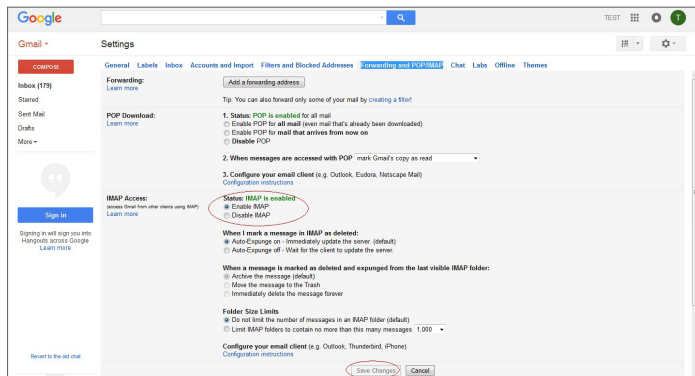 Google
TEST
T
Gmail
Settings
COMPOSE
General Labels Inbox Accounts and Import Filters and Blocked Addresses Forwarding and POP/IMAP Chat Labs Offline Themes
Inbox (179)
Starred
Sent Mail
Drafts
More
Sign in
Signing in will sign you into
Hangouts across Google
Learn more
Revert to the old chat
Forwarding:
Learn more
Add a forwarding address
Tip: You can also forward only some of your mail by creating a filter!
POP Download:
Learn more
1. Status: POP is enabled for all mail
Enable POP for all mail (even mail that's already been downloaded)
Enable POP for mail that arrives from now on
Disable POP
2. When messages are accessed with POP mark Gmail's copy as read
3. Configure your email client (e.g. Outlook, Eudora, Netscape Mail)
Configuration instructions
IMAP Access:
(access Gmail from other clients using IMAP)
Learn more
Status: IMAP is enabled
Enable IMAP
Disable IMAP
When I mark a message in IMAP as deleted:
Auto-Expunge on - Immediately update the server. (default)
Auto-Expunge off - Wait for the client to update the server.
When a message is marked as deleted and expunged from the last visible IMAP folder:
Archive the message (default)
Move the message to the Trash
Immediately delete the message forever
Folder Size Limits
Do not limit the number of messages in an IMAP folder (default)
Limit IMAP folders to contain no more than this many messages 1,000
Configure your email client (e.g. Outlook, Thunderbird, iPhone)
Configuration instructions
Save Changes Cancel